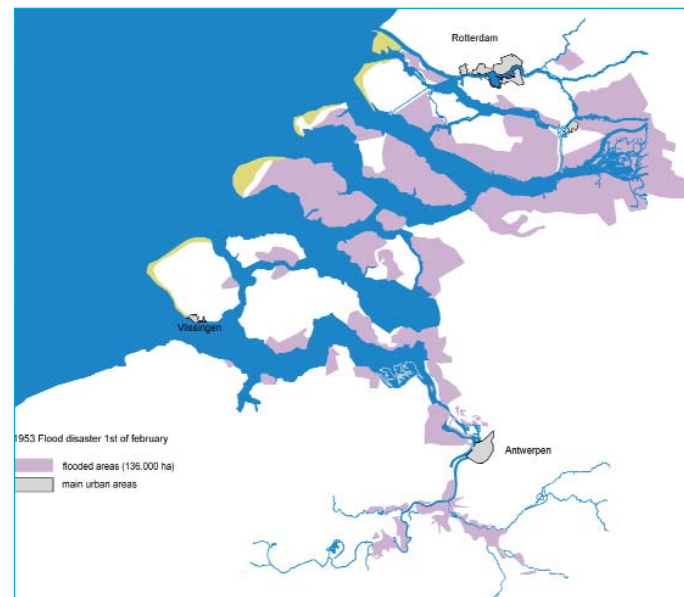 Rotterdam
Vlissingen
1953 Flood disaster 1st of february
flooded areas (136.000 ha)
main urban areas
Antwerpen